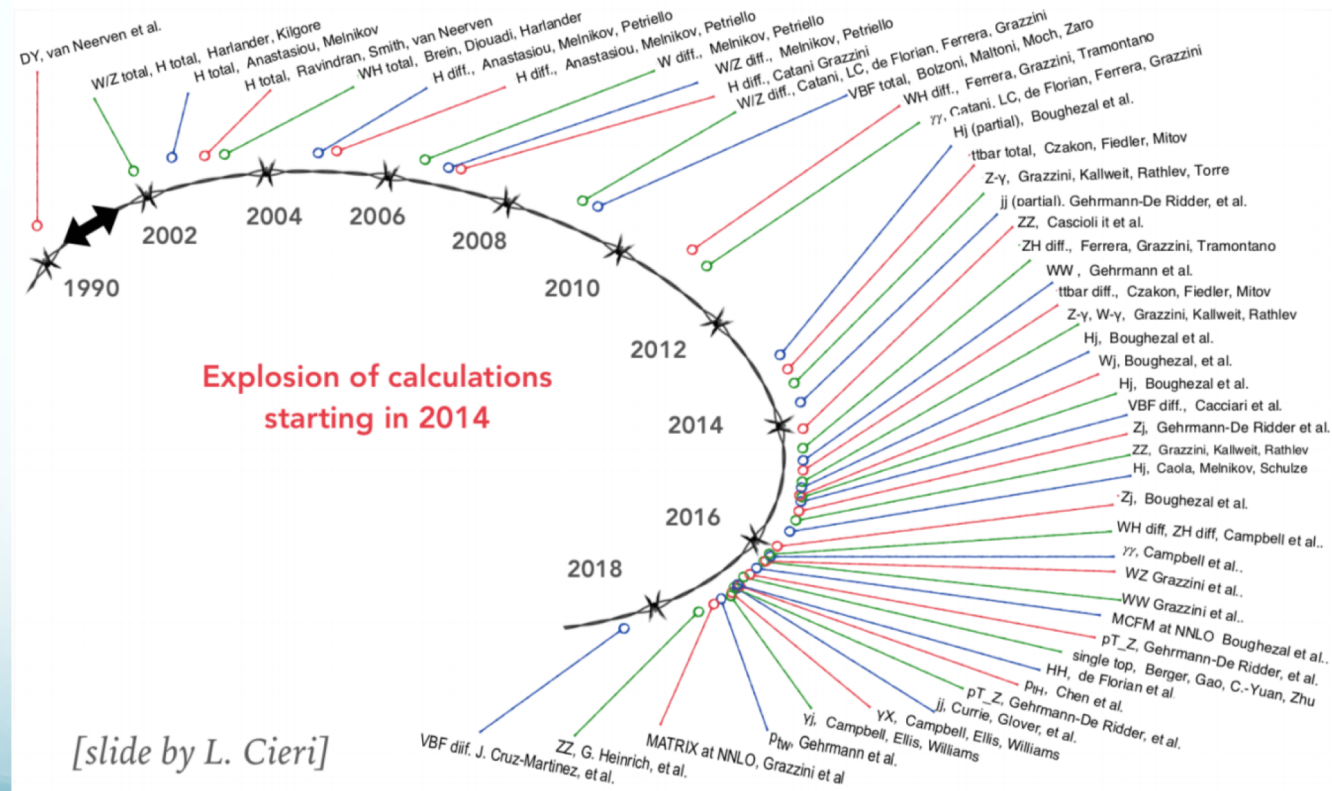 DY, van Neerven et al.
W/Z total, H total, Harlander, Kilgore
H total, Anastasiou, Melnikov
H total, Ravindran, Smith, van Neerven
WH total, Brein, Djouadi, Harlander
H diff., Anastasiou, Melnikov, Petriello
H diff., Anastasiou, Melnikov, Petriello
W diff., Melnikov, Petriello
W/Z diff., Melnikov, Petriello
H diff., Catani Grazzini
W/Z diff., Catani, LC, de Florian, Ferrera, Grazzini
VBF total, Bolzoni, Maltoni, Moch, Zaro
WH diff., Ferrera, Grazzini, Tramontano
γγ, Catani, LC, de Florian, Ferrera, Grazzini
Hj (partial), Boughezal et al.
ttbar total, Czakon, Fiedler, Mitov
Z-γ, Grazzini, Kallweit, Rathlev, Torre
jj (partial). Gehrmann-De Ridder, et al.
ZZ, Cascioli it et al.
ZH diff., Ferrera, Grazzini, Tramontano
WW , Gehrmann et al.
ttbar diff., Czakon, Fiedler, Mitov
Z-γ, W-γ, Grazzini, Kallweit, Rathlev
Hj, Boughezal et al.
Wj, Boughezal, et al.
Hj, Boughezal et al.
VBF diff., Cacciari et al.
Zj, Gehrmann-De Ridder et al.
ZZ, Grazzini, Kallweit, Rathlev
Hj, Caola, Melnikov, Schulze
Zj, Boughezal et al.
WH diff, ZH diff, Campbell et al..
γγ, Campbell et al..
WZ Grazzini et al..
WW Grazzini et al..
MCFM at NNLO Boughezal et al..
pT_Z, Gehrmann-De Ridder, et al.
single top, Berger, Gao, C.-Yuan, Zhu
HH, de Florian et al
ptH, Chen et al.
pT_Z, Gehrmann-De Ridder, et al.
jj, Currie, Glover, et al.
γX, Campbell, Ellis, Williams
γj, Campbell, Ellis, Williams
ptw, Gehrmann et al.
MATRIX at NNLO, Grazzini et al
ZZ, G. Heinrich, et al.
VBF diif. J. Cruz-Martinez, et al.
1990
2002
2004
2006
2008
2010
2012
2014
2016
2018
Explosion of calculations
starting in 2014
[slide by L. Cieri]